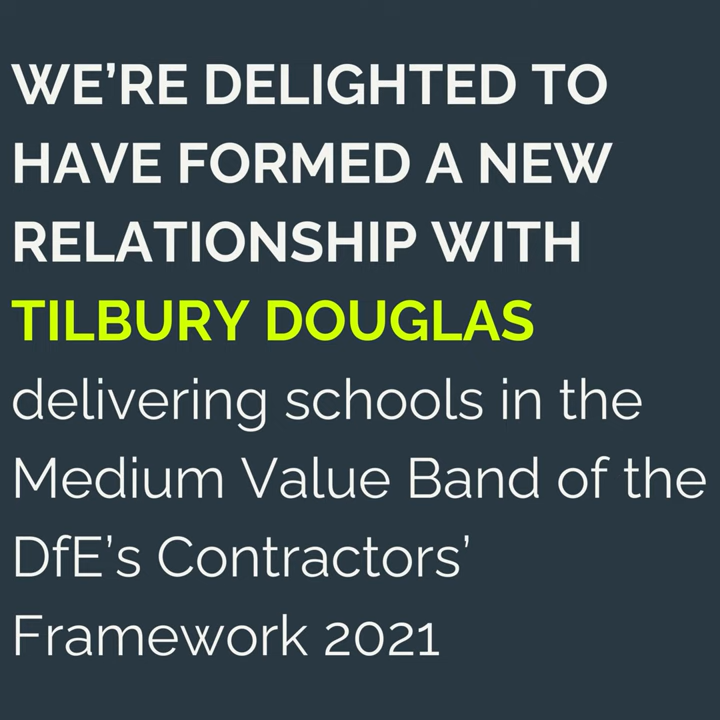 WE’RE DELIGHTED TO
HAVE FORMED A NEW
RELATIONSHIP WITH
TILBURY DOUGLAS
delivering schools in the
Medium Value Band of the
DfE’s Contractors’
Framework 2021